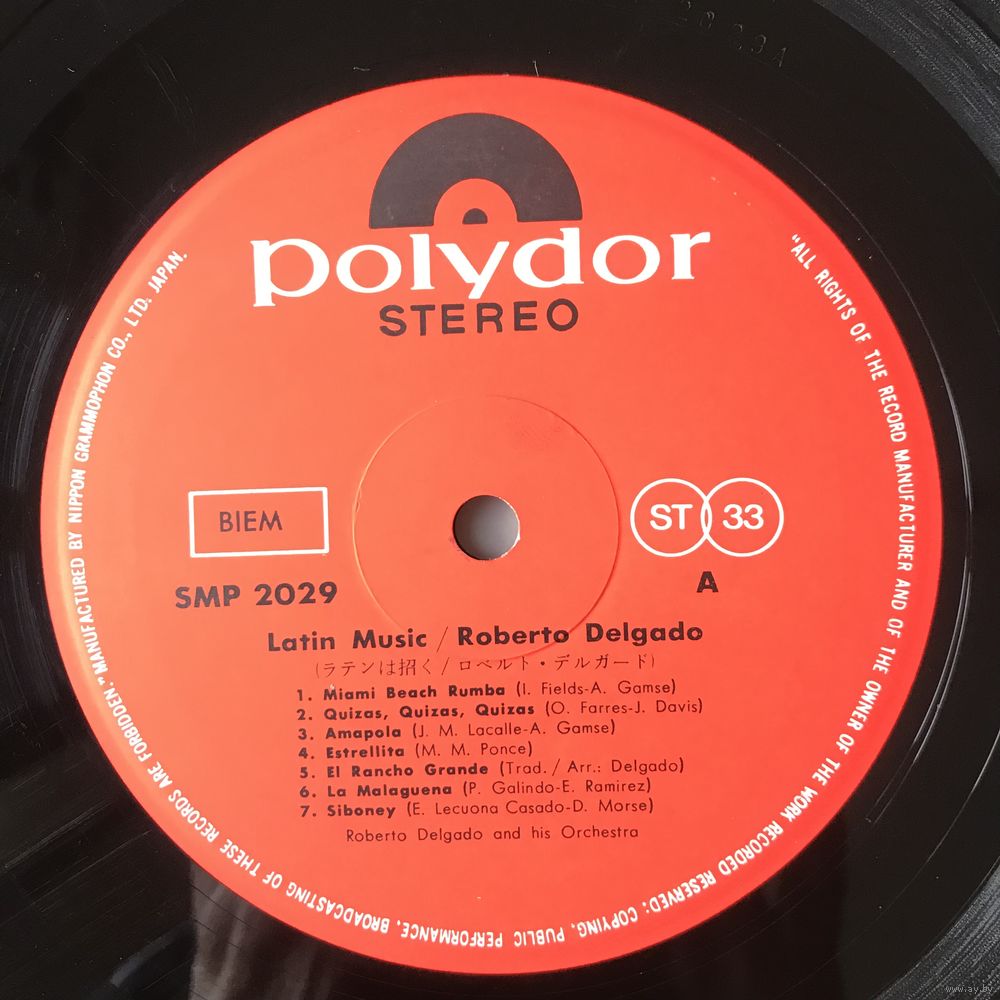 polydor
STEREO
"ALL RIGHTS OF THE RECORD MANUFACTURER AND OF THE OWNER OF THE WORK RECORDED RESERVED; COPYING, PUBLIC PERFORMANCE, BROADCASTING OF THESE RECORDS ARE FORBIDDEN." MANUFACTURED BY NIPPON GRAMMOPHON CO., LTD. JAPAN.
BIEM
ST 33
SMP 2029
A
Latin Music / Roberto Delgado
(ラテンは招く / ロベルト・デルガード)
1. Miami Beach Rumba (I. Fields-A. Gamse)
2. Quizas, Quizas, Quizas (O. Farres-J. Davis)
3. Amapola (J. M. Lacalle-A. Gamse)
4. Estrellita (M. M. Ponce)
5. El Rancho Grande (Trad. / Arr.: Delgado)
6. La Malaguena (P. Galindo-E. Ramirez)
7. Siboney (E. Lecuona Casado-D. Morse)
Roberto Delgado and his Orchestra
www.ay.by